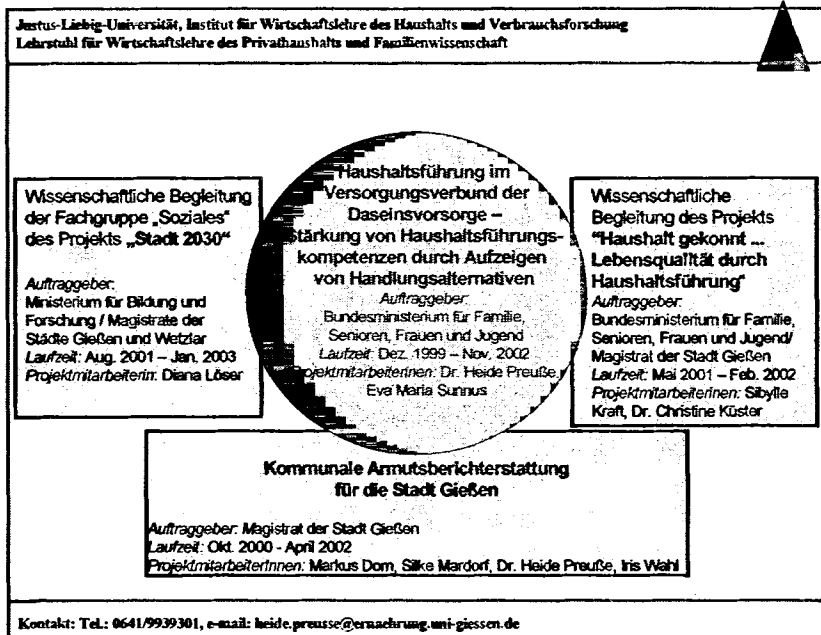 Justus-Liebig-Universität, Institut für Wirtschaftslehre des Haushalts und Verbrauchsforschung
Lehrstuhl für Wirtschaftslehre des Privathaushalts und Familienwissenschaft
Wissenschaftliche Begleitung
der Fachgruppe „Soziales“
des Projekts „Stadt 2030“
Auftraggeber:
Ministerium für Bildung und
Forschung / Magistrate der
Städte Gießen und Wetzlar
Laufzeit: Aug. 2001 – Jan. 2003
Projektmitarbeiterin: Diana Löser
Haushaltsführung im
Versorgungsverbund der
Daseinsvorsorge –
Stärkung von Haushaltsführungs-
kompetenzen durch Aufzeigen
von Handlungsalternativen
Auftraggeber:
Bundesministerium für Familie,
Senioren, Frauen und Jugend
Laufzeit: Dez. 1999 – Nov. 2002
Projektmitarbeiterinnen: Dr. Heide Preuße,
Eva Maria Sunnus
Wissenschaftliche
Begleitung des Projekts
"Haushalt gekonnt ...
Lebensqualität durch
Haushaltsführung"
Auftraggeber:
Bundesministerium für Familie,
Senioren, Frauen und Jugend/
Magistrat der Stadt Gießen
Laufzeit: Mai 2001 – Feb. 2002
Projektmitarbeiterinnen: Sibylle
Kraft, Dr. Christine Küster
Kommunale Armutsberichterstattung
für die Stadt Gießen
Auftraggeber: Magistrat der Stadt Gießen
Laufzeit: Okt. 2000 - April 2002
ProjektmitarbeiterInnen: Markus Dorn, Silke Mardorf, Dr. Heide Preuße, Iris Wahl
Kontakt: Tel.: 0641/9939301, e-mail: heide.preusse@ernaehrung.uni-giessen.de